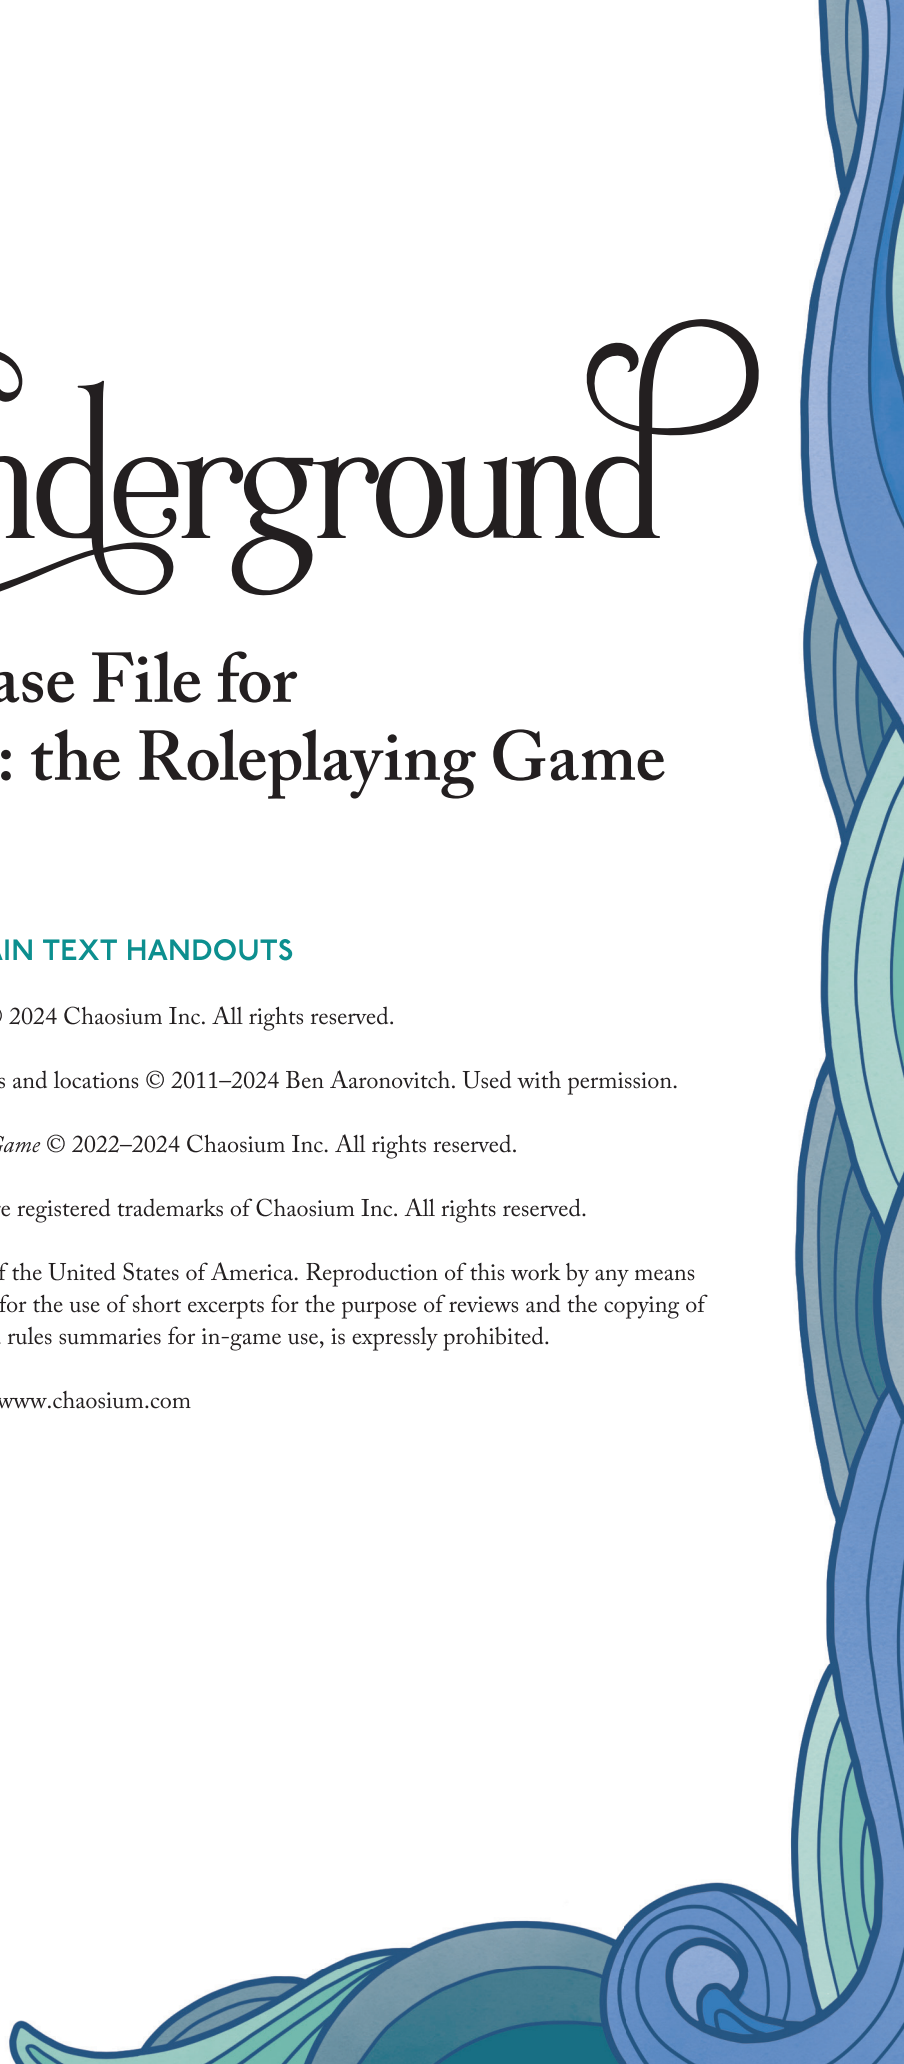 nderground
ase File for
: the Roleplaying Game
AIN TEXT HANDOUTS
© 2024 Chaosium Inc. All rights reserved.
s and locations © 2011–2024 Ben Aaronovitch. Used with permission.
Game © 2022–2024 Chaosium Inc. All rights reserved.
re registered trademarks of Chaosium Inc. All rights reserved.
f the United States of America. Reproduction of this work by any means
for the use of short excerpts for the purpose of reviews and the copying of
rules summaries for in-game use, is expressly prohibited.
www.chaosium.com